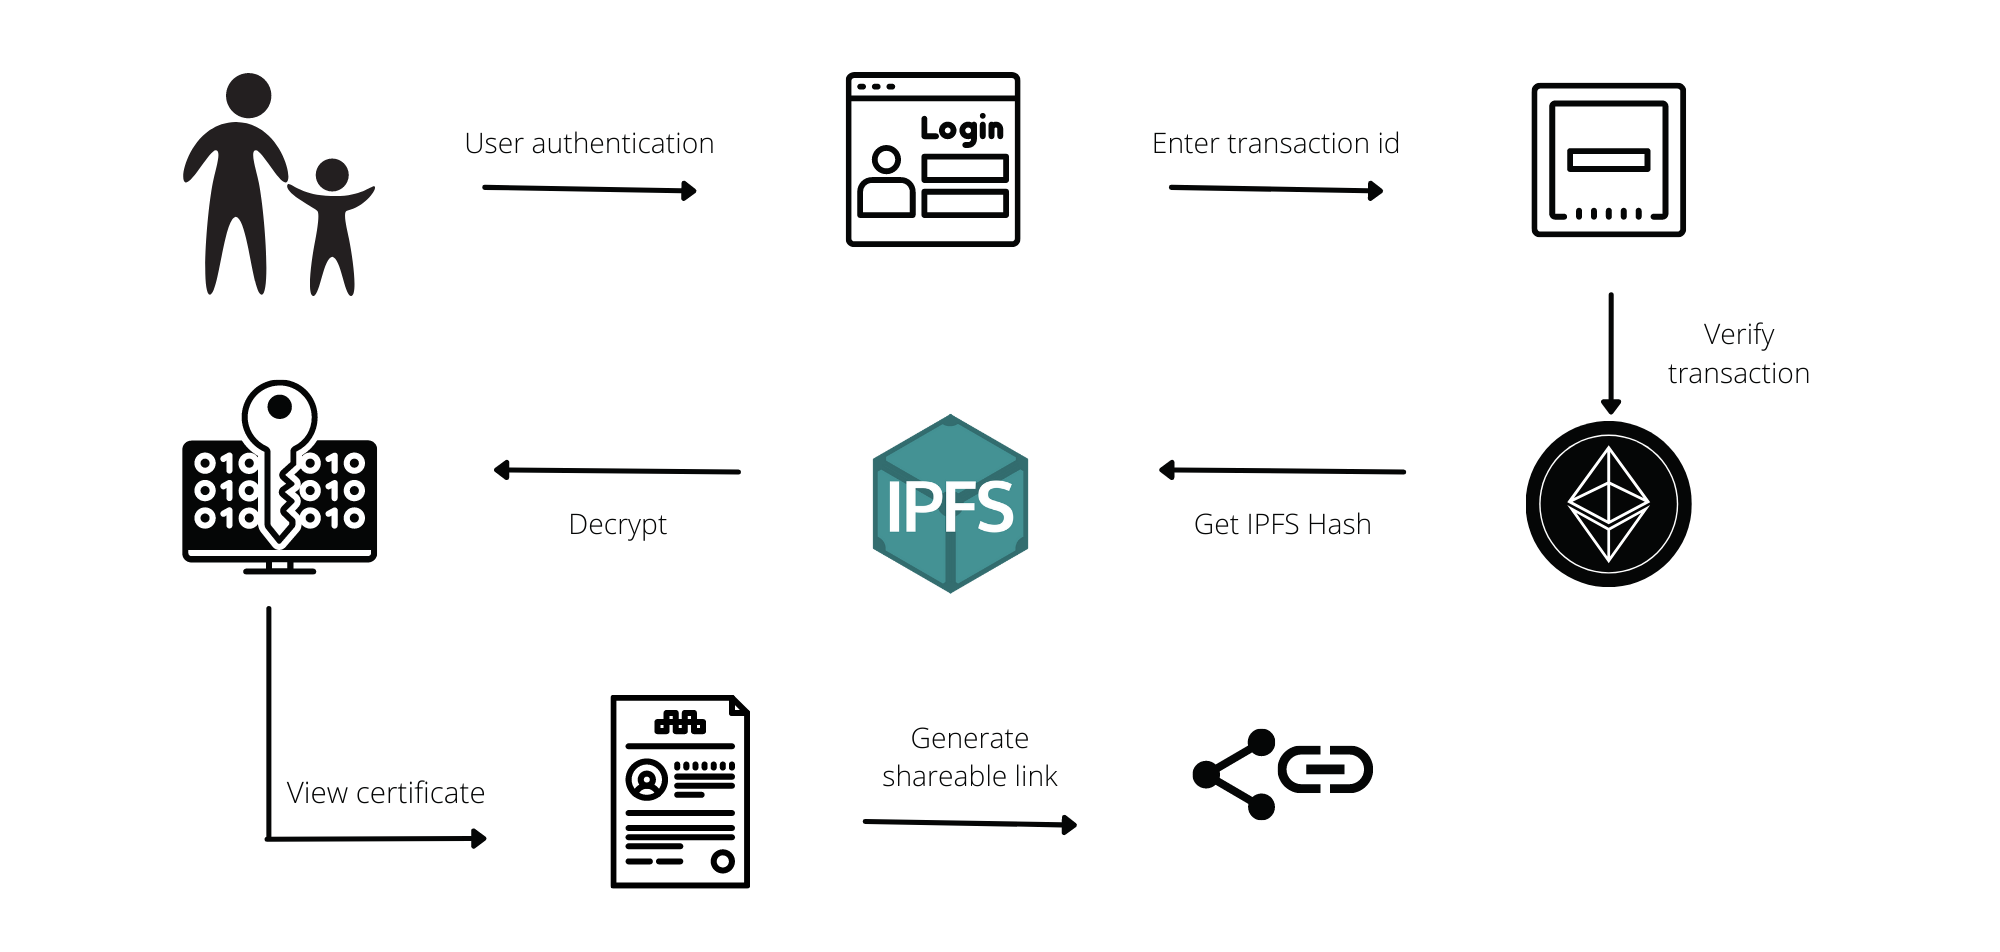 User authentication
Login
Enter transaction id
Verify
transaction
010 010
010 010
010 010
Decrypt
IPFS
Get IPFS Hash
View certificate
Generate
shareable link